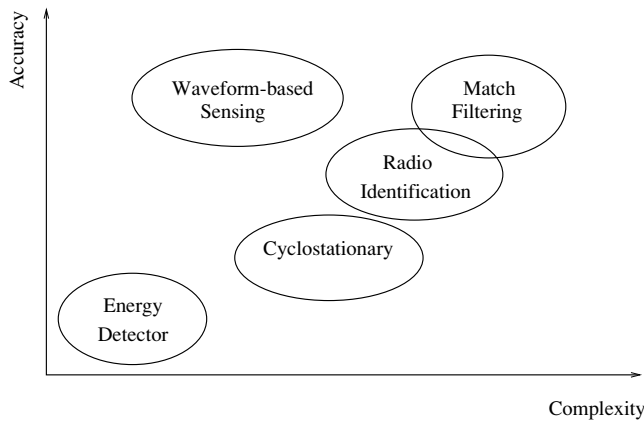 Accuracy
Waveform-based
Sensing
Match
Filtering
Radio
Identification
Cyclostationary
Energy
Detector
Complexity